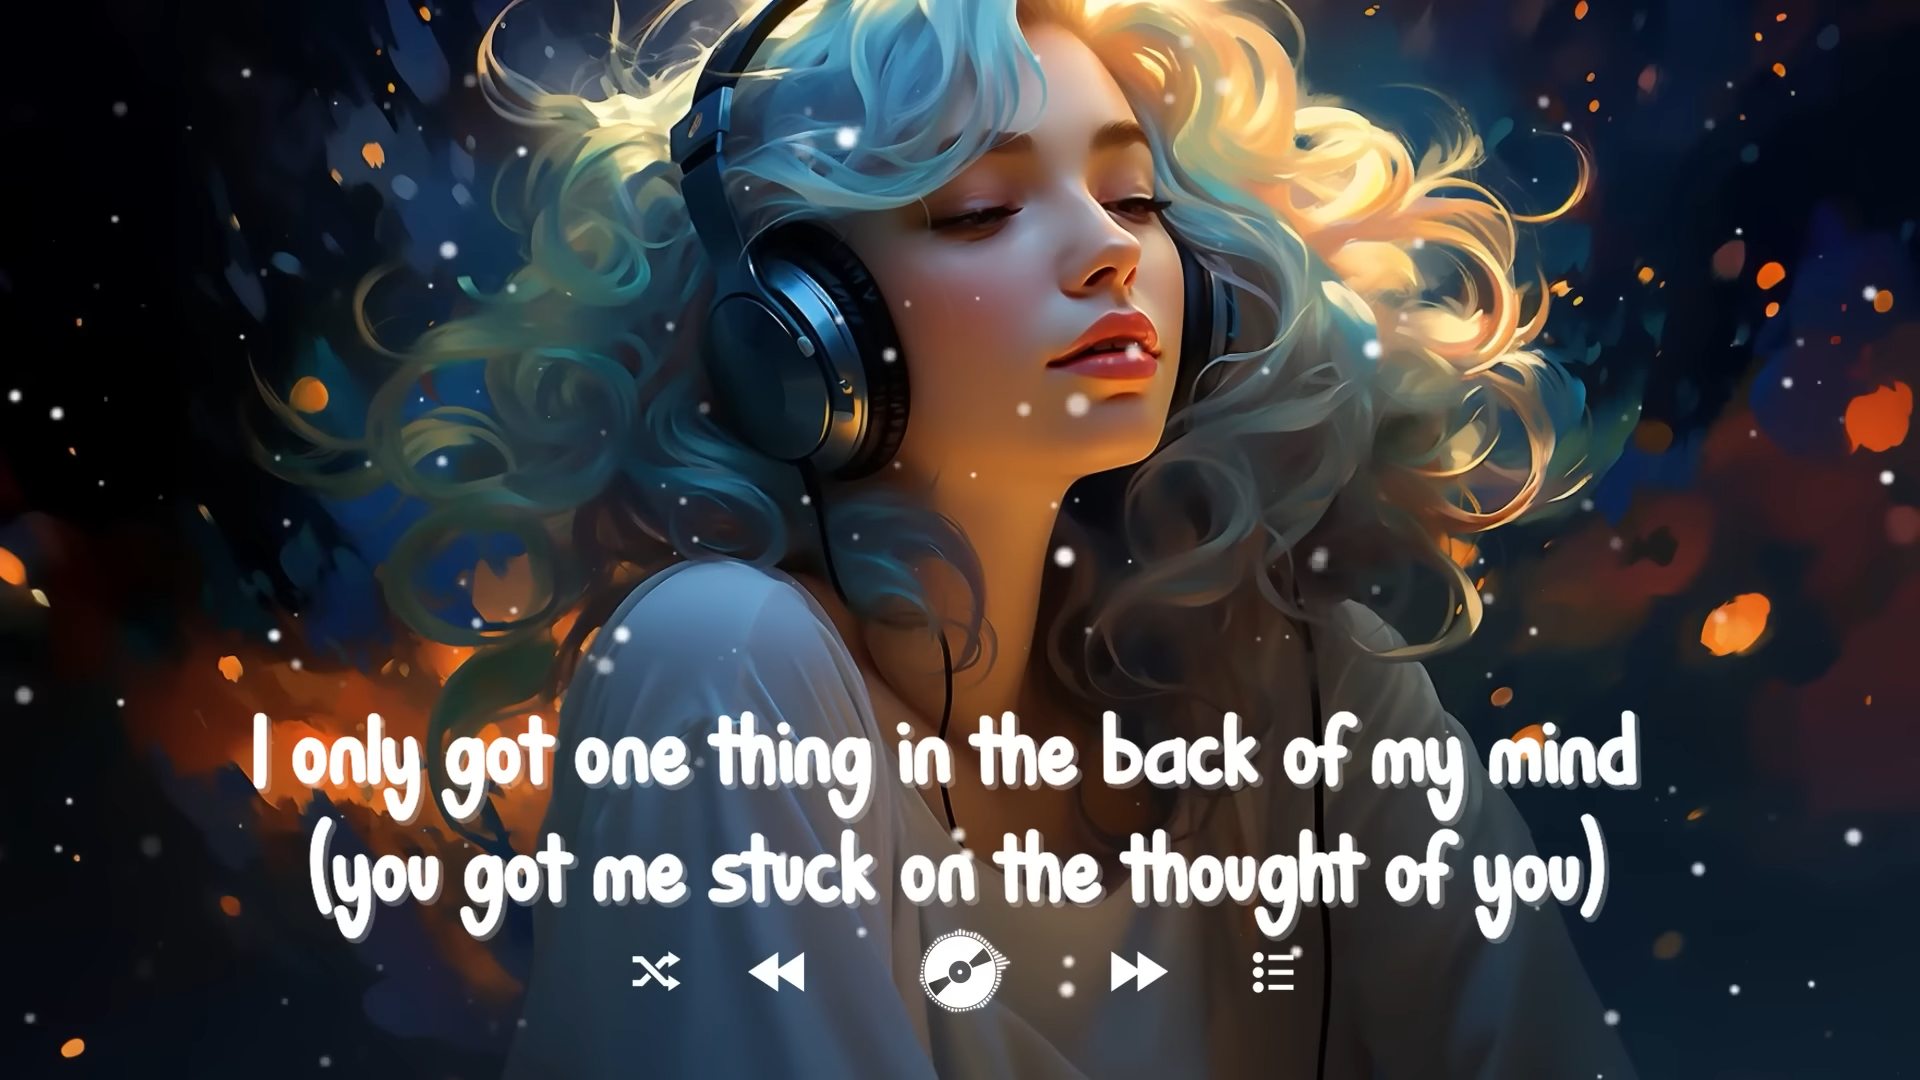 I only got one thing in the back of my mind
(you got me stuck on the thought of you)